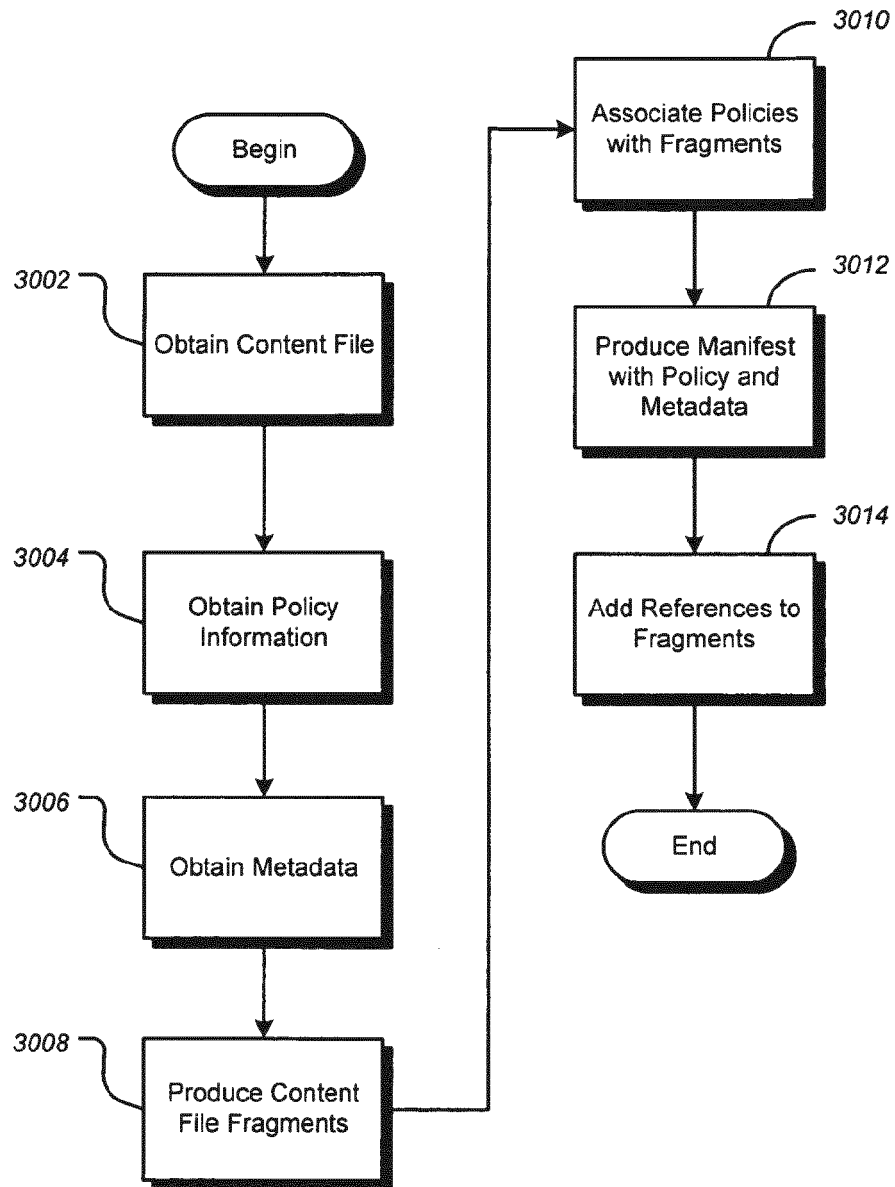 Begin
3002
Obtain Content File
3004
Obtain Policy
Information
3006
Obtain Metadata
3008
Produce Content
File Fragments
3010
Associate Policies
with Fragments
3012
Produce Manifest
with Policy and
Metadata
3014
Add References to
Fragments
End